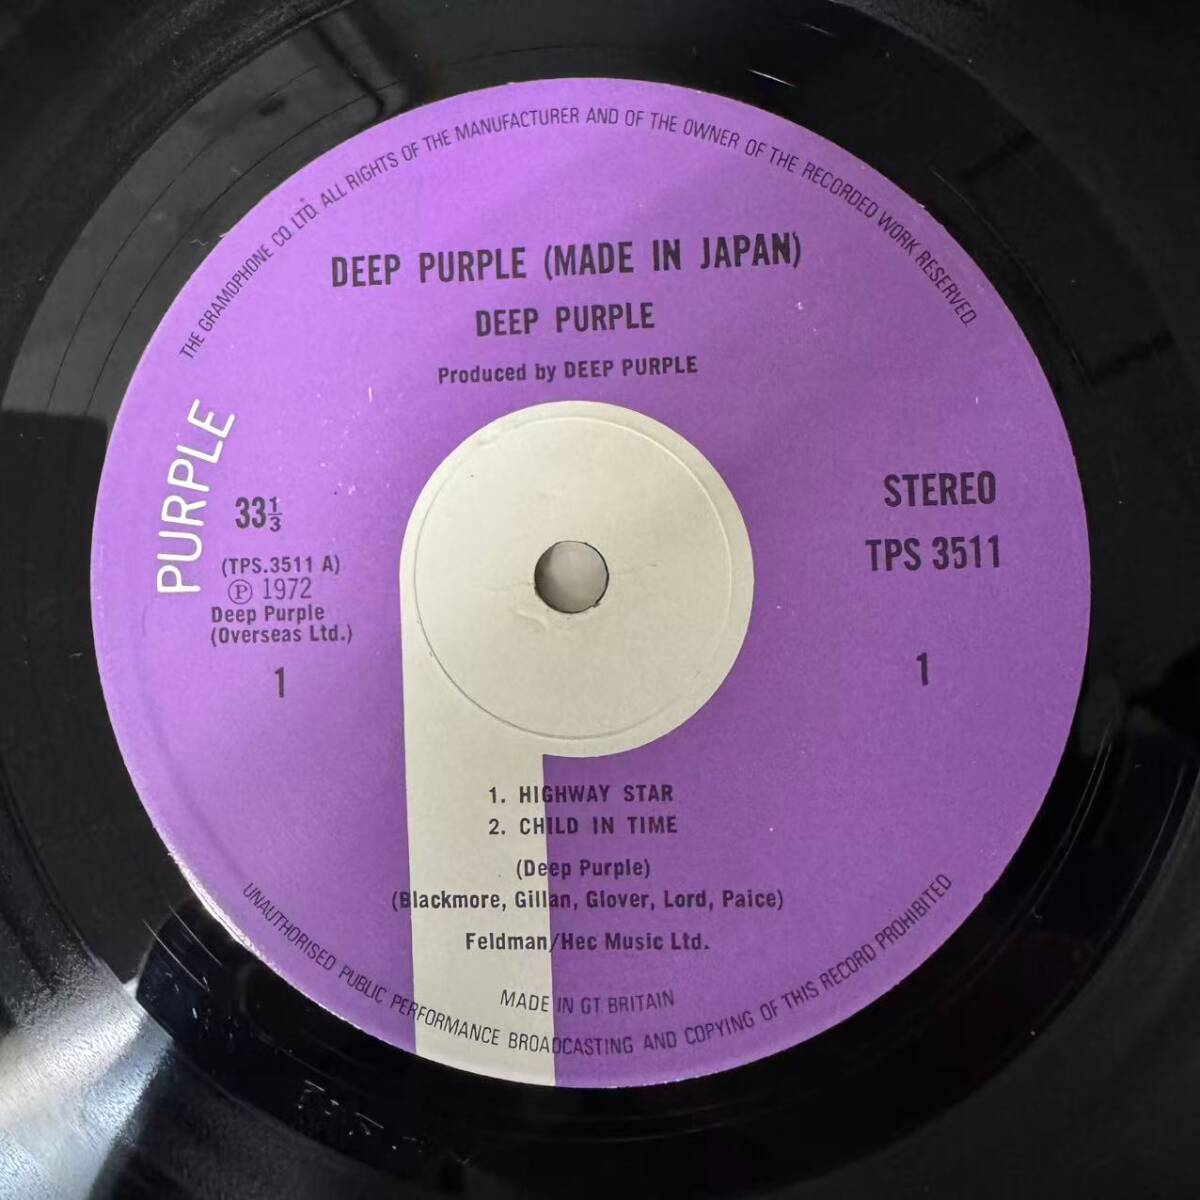 THE GRAMOPHONE CO LTD. ALL RIGHTS OF THE MANUFACTURER AND OF THE OWNER OF THE RECORDED WORK RESERVED.
DEEP PURPLE (MADE IN JAPAN)
DEEP PURPLE
Produced by DEEP PURPLE
PURPLE
33⅓
STEREO
TPS 3511
(TPS.3511 A)
Ⓟ 1972
Deep Purple
(Overseas Ltd.)
1
1
1. HIGHWAY STAR
2. CHILD IN TIME
(Deep Purple)
(Blackmore, Gillan, Glover, Lord, Paice)
Feldman/Hec Music Ltd.
MADE IN GT BRITAIN
UNAUTHORISED PUBLIC PERFORMANCE BROADCASTING AND COPYING OF THIS RECORD PROHIBITED